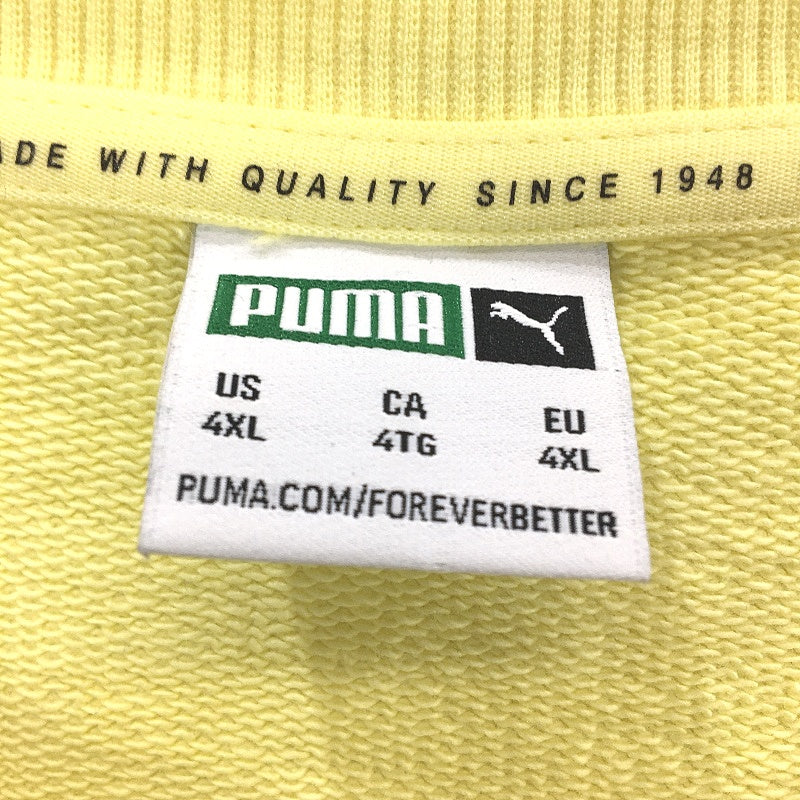 ADE WITH QUALITY SINCE 1948
PUMA
US CA EU
4XL 4TG 4XL
PUMA.COM/FOREVERBETTER